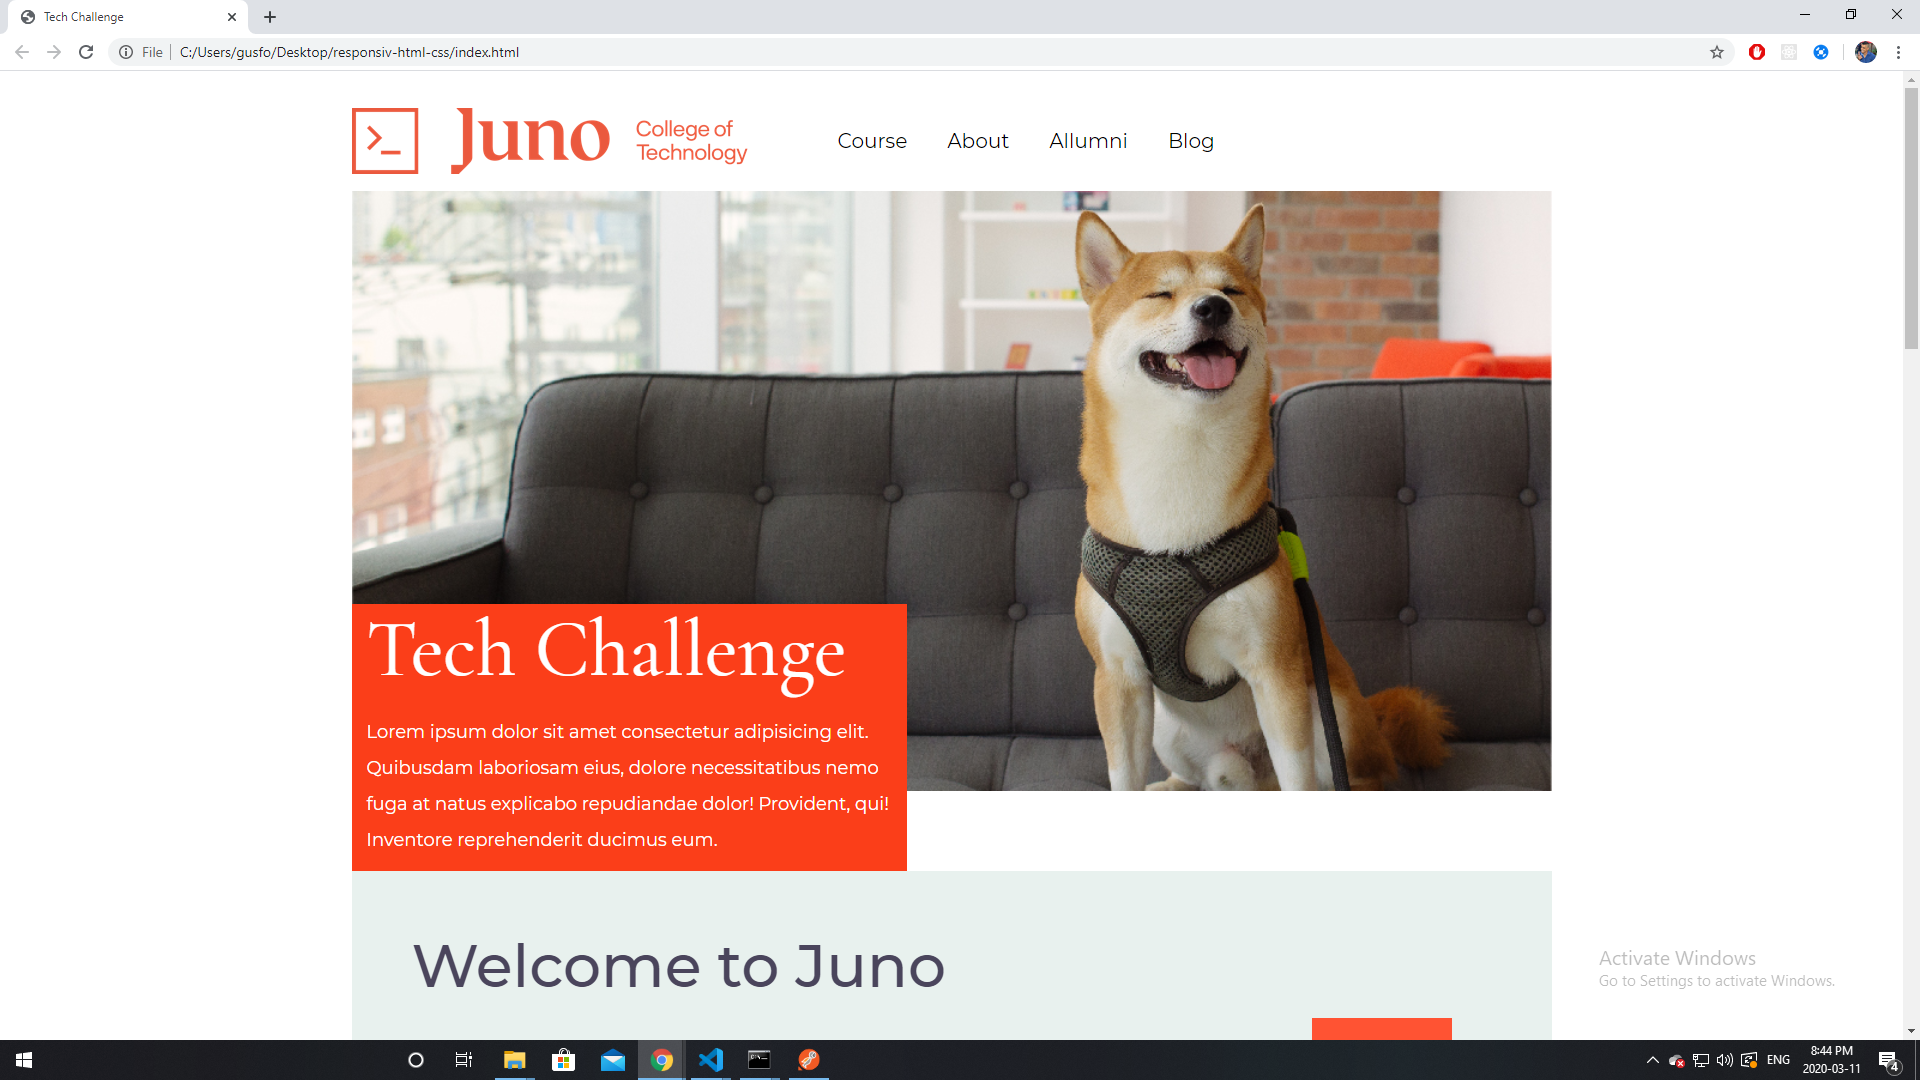 Tech Challenge
File
C:/Users/gusfo/Desktop/responsiv-html-css/index.html
Juno
College of
Technology
Course
About
Allumni
Blog
Tech Challenge
Lorem ipsum dolor sit amet consectetur adipisicing elit.
Quibusdam laboriosam eius, dolore necessitatibus nemo
fuga at natus explicabo repudiandae dolor! Provident, qui!
Inventore reprehenderit ducimus eum.
Welcome to Juno
Activate Windows
Go to Settings to activate Windows.
ENG
8:44 PM
2020-03-11
4